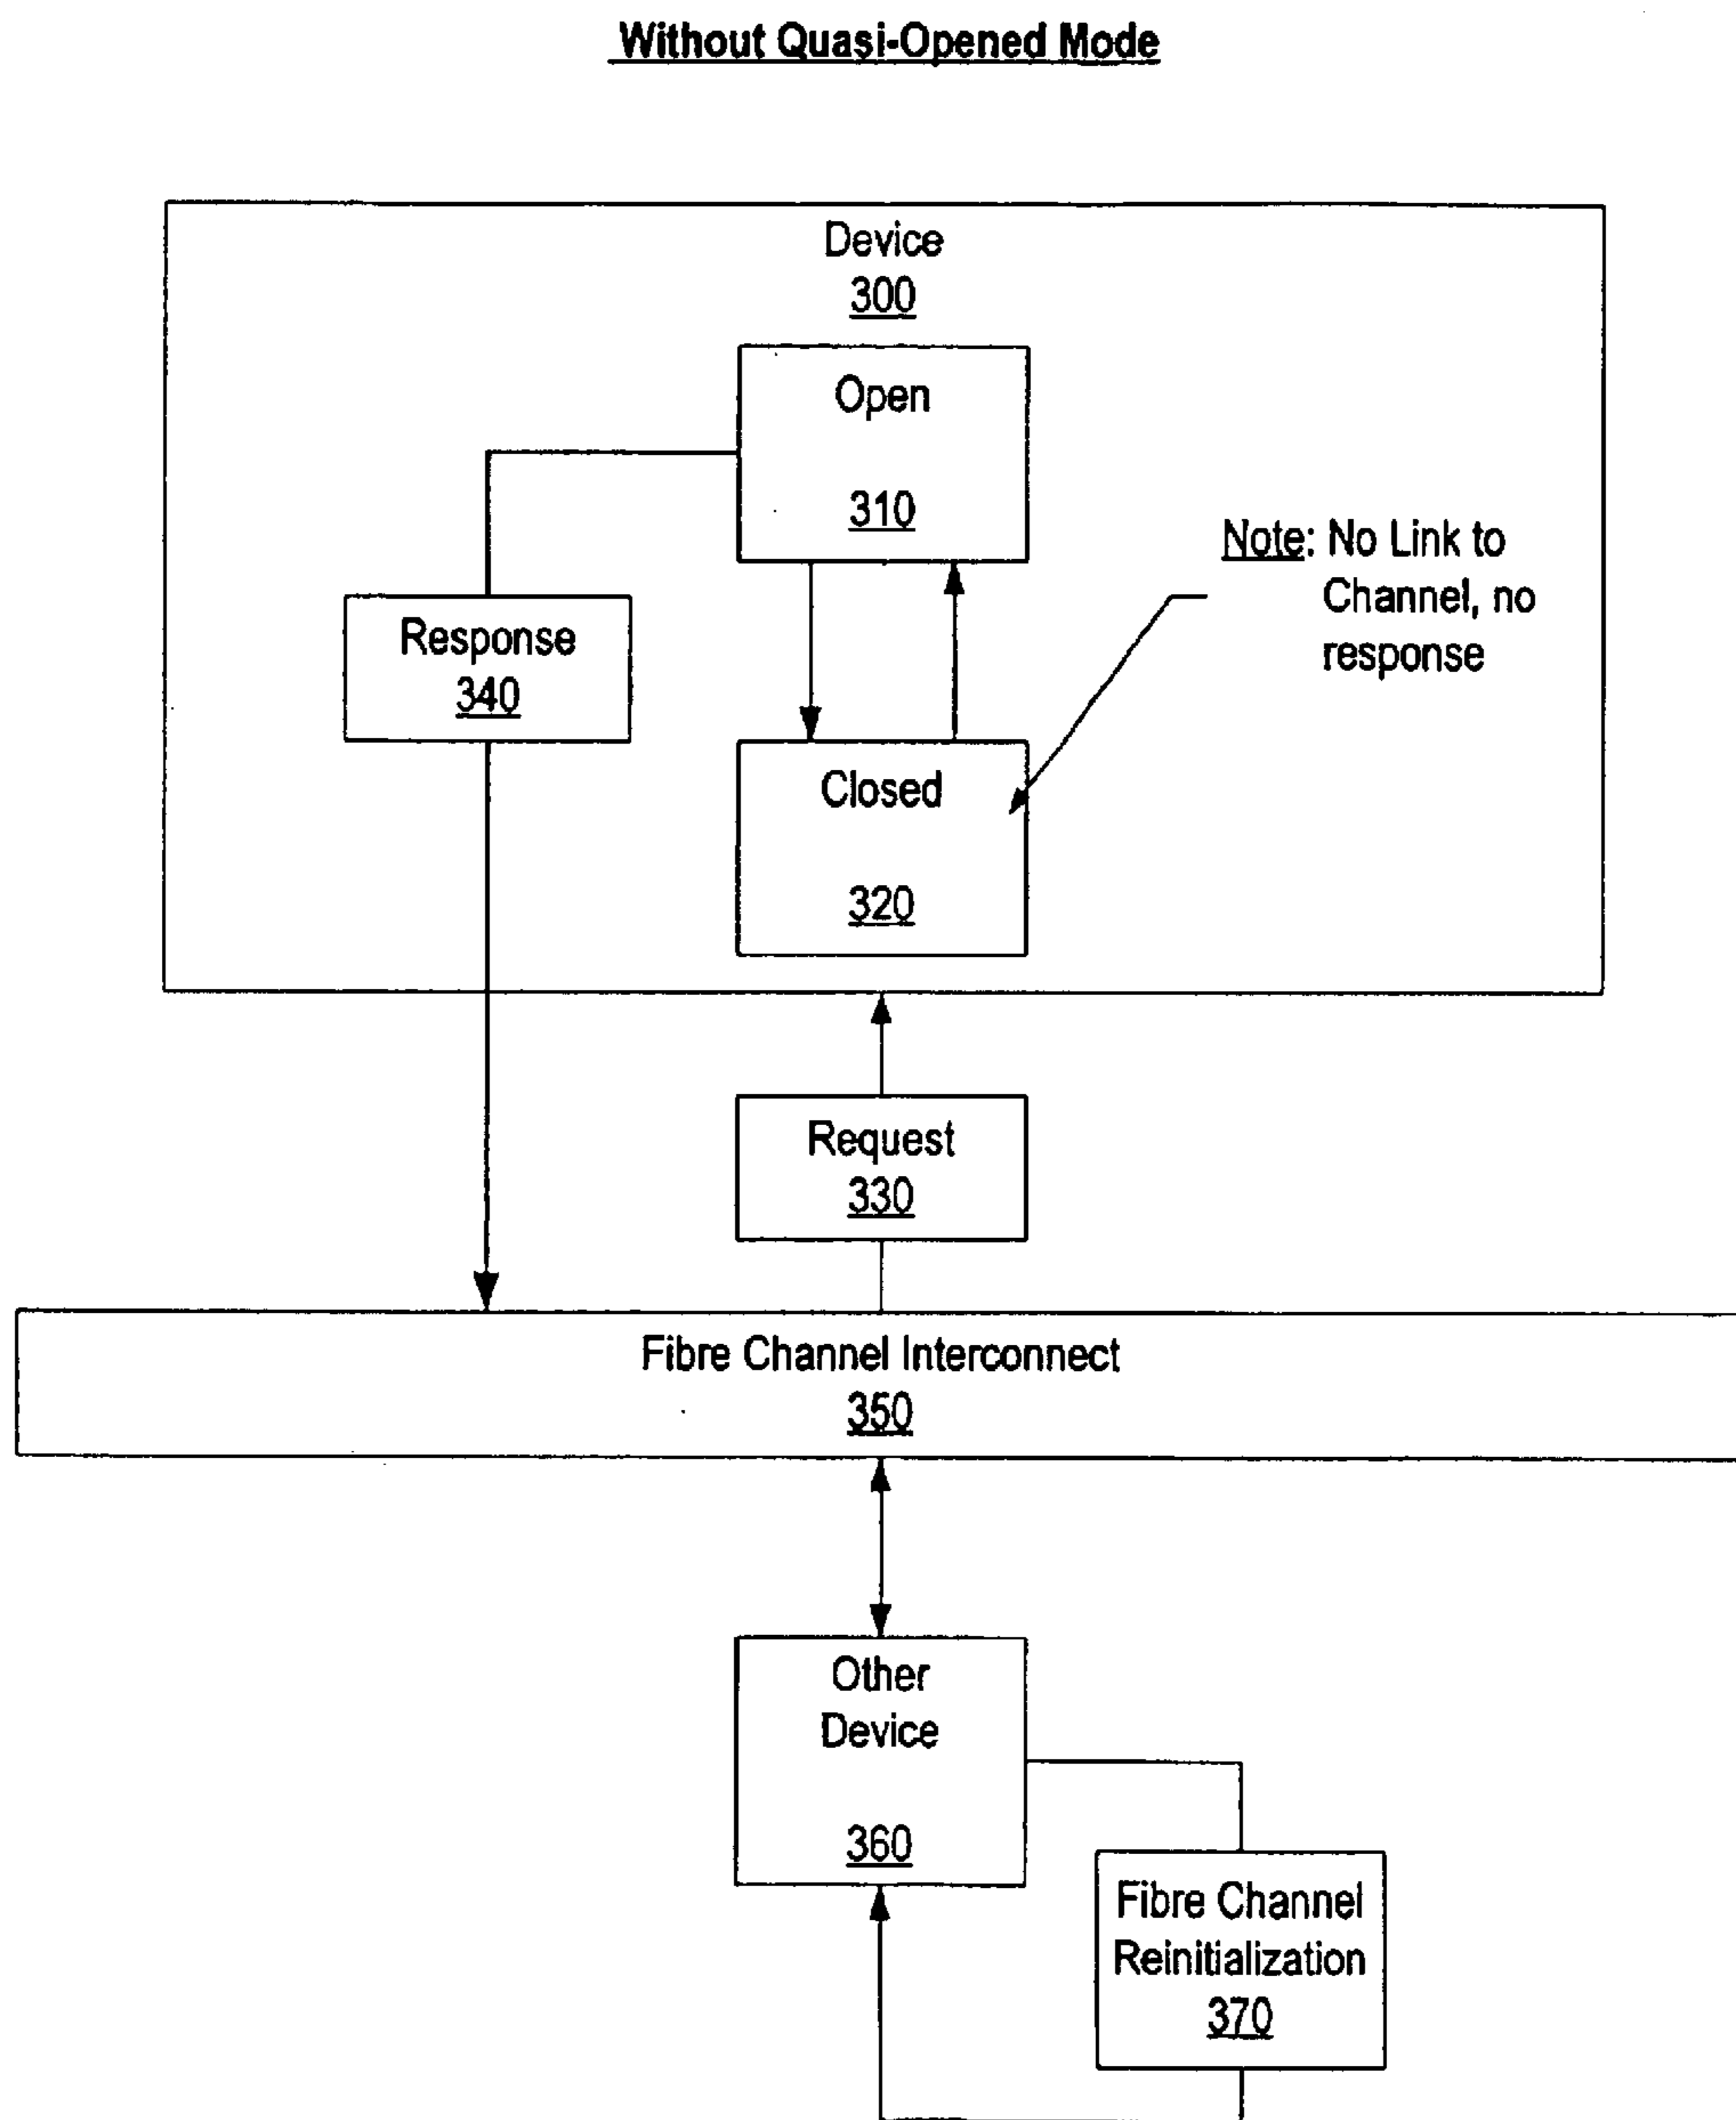 Without Quasi-Opened Mode
Device
300
Open
310
Note: No Link to
Channel, no
response
Response
340
Closed
320
Request
330
Fibre Channel Interconnect
350
Other
Device
360
Fibre Channel
Reinitialization
370